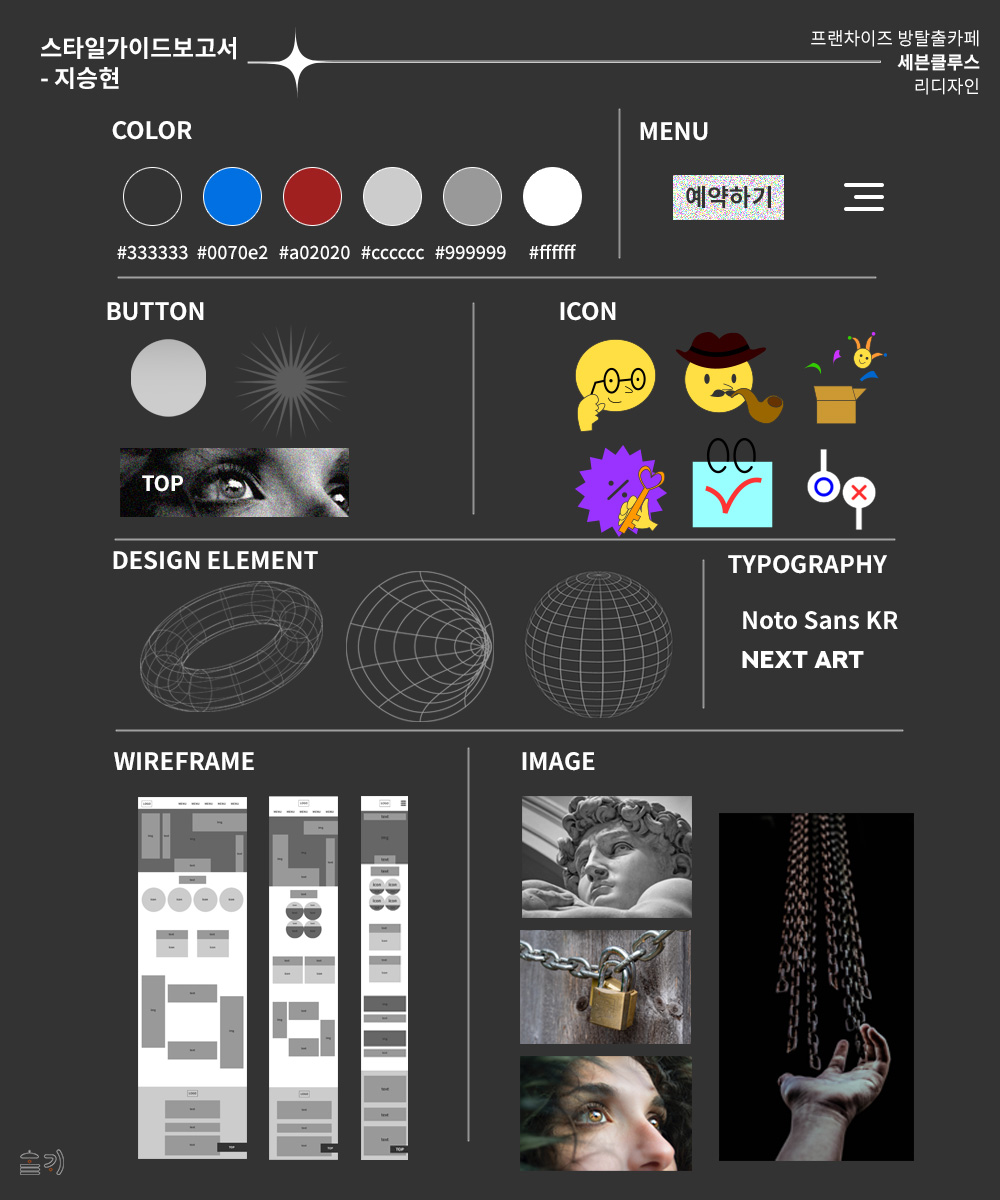 스타일가이드보고서
- 지승현
프랜차이즈 방탈출카페
세븐클루스
리디자인
COLOR
#333333 #0070e2 #a02020 #cccccc #999999 #ffffff
MENU
예약하기
BUTTON
TOP
ICON
DESIGN ELEMENT
TYPOGRAPHY
Noto Sans KR
NEXT ART
WIREFRAME
IMAGE